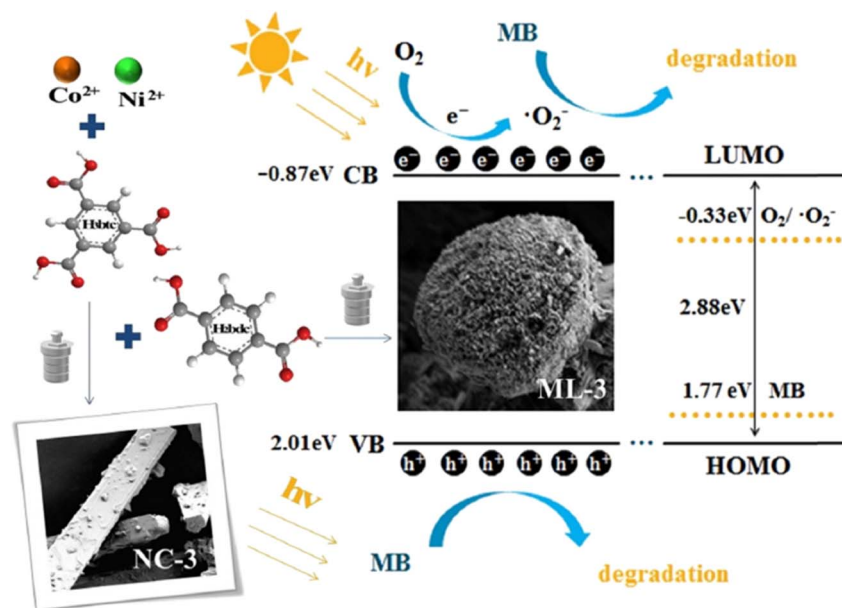 hν
O₂
MB
degradation
Co²⁺
Ni²⁺
e⁻
·O₂⁻
e⁻ e⁻ e⁻ e⁻ e⁻ e⁻
LUMO
-0.87eV CB
...
H3btc
-0.33eV O₂/ ·O₂⁻
H2bdc
2.88eV
ML-3
1.77 eV MB
2.01eV VB
...
h⁺ h⁺ h⁺ h⁺ h⁺ h⁺
HOMO
hν
NC-3
MB
degradation